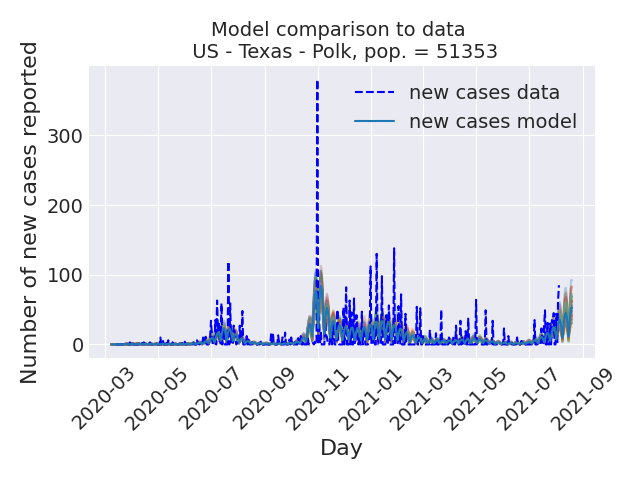 Model comparison to data
US - Texas - Polk, pop. = 51353
Number of new cases reported
300
200
100
0
new cases data
new cases model
2020-03
2020-05
2020-07
2020-09
2020-11
2021-01
2021-03
2021-05
2021-07
2021-09
Day